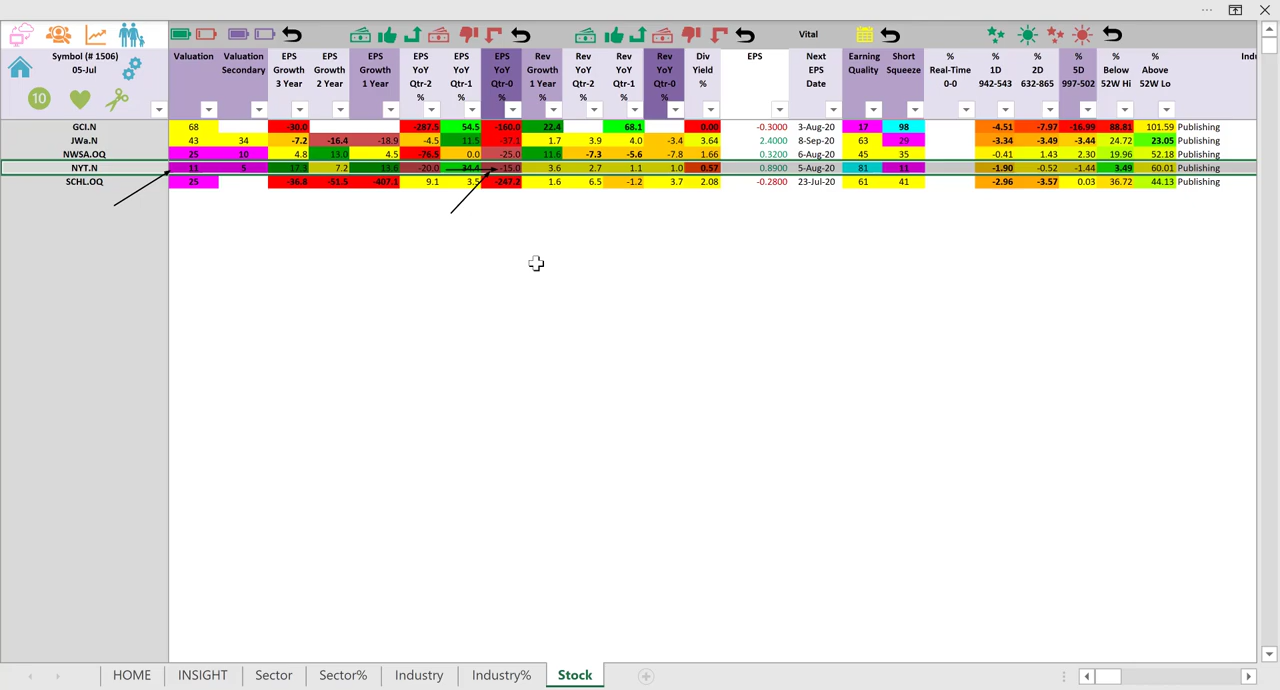 Vital
Symbol (# 1506) 05-Jul Valuation Valuation Secondary EPS Growth 3 Year EPS Growth 2 Year EPS Growth 1 Year EPS YoY Qtr-2 % EPS YoY Qtr-1 % EPS YoY Qtr-0 % Rev Growth 1 Year Rev YoY Qtr-2 % Rev YoY Qtr-1 % Rev YoY Qtr-0 % Div Yield % EPS Next EPS Date Earning Quality Short Squeeze % Real-Time 0-0 % 1D 942-543 % 2D 632-865 % 5D 997-502 % Below 52W Hi % Above 52W Lo Indu
10
GCI.N 68 -30.0 -287.5 54.5 -160.0 22.4 68.1 0.00 -0.3000 3-Aug-20 17 98 -4.51 -7.97 -16.99 88.81 101.59 Publishing
JWa.N 43 34 -7.2 -16.4 -18.9 -4.5 11.5 -37.1 1.7 3.9 4.0 -3.4 3.64 2.4000 8-Sep-20 63 29 -3.34 -3.49 -3.44 24.72 23.05 Publishing
NWSA.OQ 25 10 4.8 13.0 4.5 -76.5 0.0 -25.0 11.6 -7.3 -5.6 -7.8 1.66 0.3200 6-Aug-20 45 35 -0.41 1.43 2.30 19.96 52.18 Publishing
NYT.N 11 5 17.3 7.2 13.6 -20.0 34.4 -15.0 3.6 2.7 1.1 1.0 0.57 0.8900 5-Aug-20 81 11 -1.90 -0.52 -1.44 3.49 60.01 Publishing
SCHL.OQ 25 -36.8 -51.5 -407.1 9.1 3.5 -247.2 1.6 6.5 -1.2 3.7 2.08 -0.2800 23-Jul-20 61 41 -2.96 -3.57 0.03 36.72 44.13 Publishing
HOME INSIGHT Sector Sector% Industry Industry% Stock